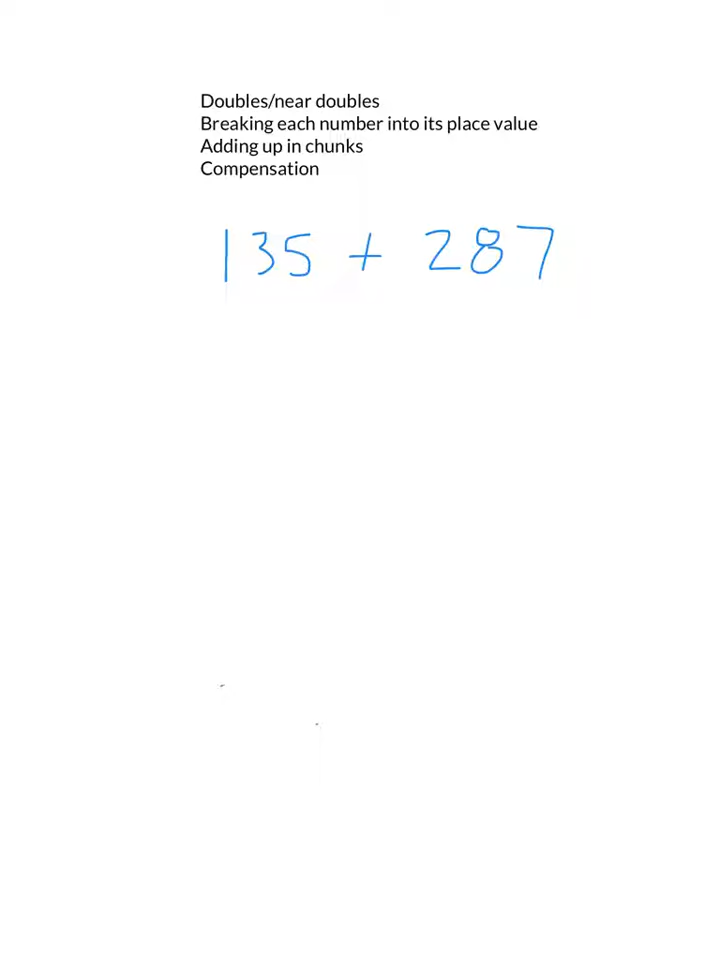 Doubles/near doubles
Breaking each number into its place value
Adding up in chunks
Compensation
135 + 287